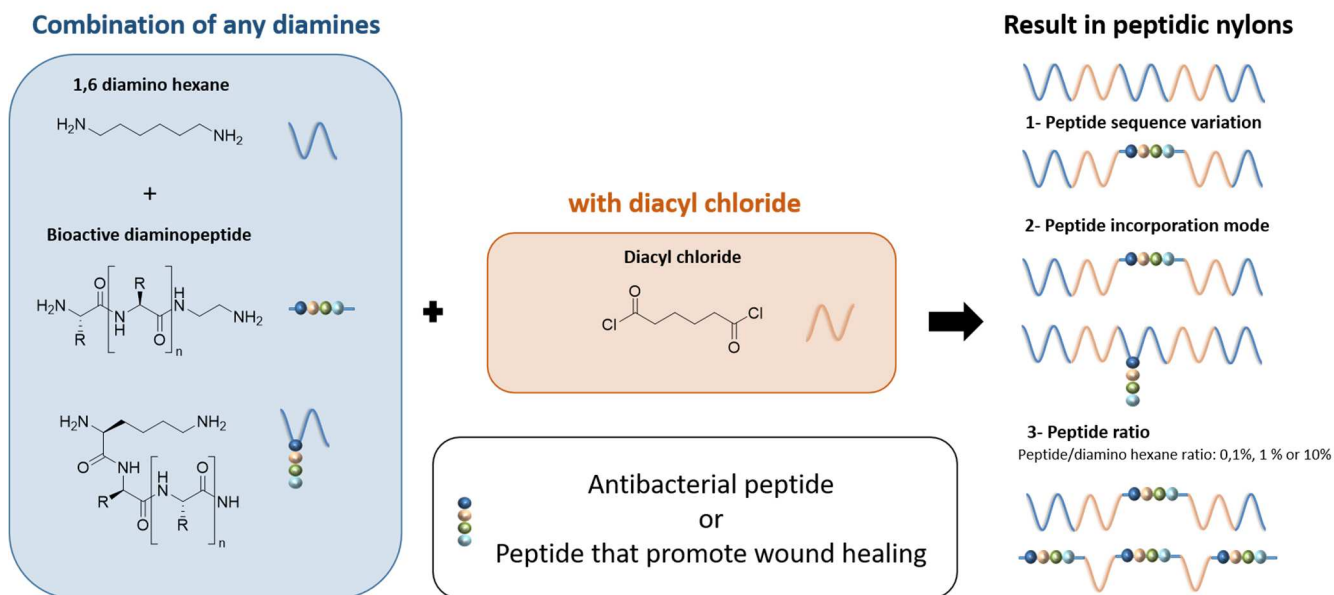 Combination of any diamines
1,6 diamino hexane
H2N
NH2
+
Bioactive diaminopeptide
H2N
R
O
N
H
R
O
H
N
n
NH2
H2N
NH2
O
NH
R
O
H
N
R
O
NH
n
with diacyl chloride
Diacyl chloride
Cl
O
O
Cl
Antibacterial peptide
or
Peptide that promote wound healing
Result in peptidic nylons
1- Peptide sequence variation
2- Peptide incorporation mode
3- Peptide ratio
Peptide/diamino hexane ratio: 0,1%, 1 % or 10%